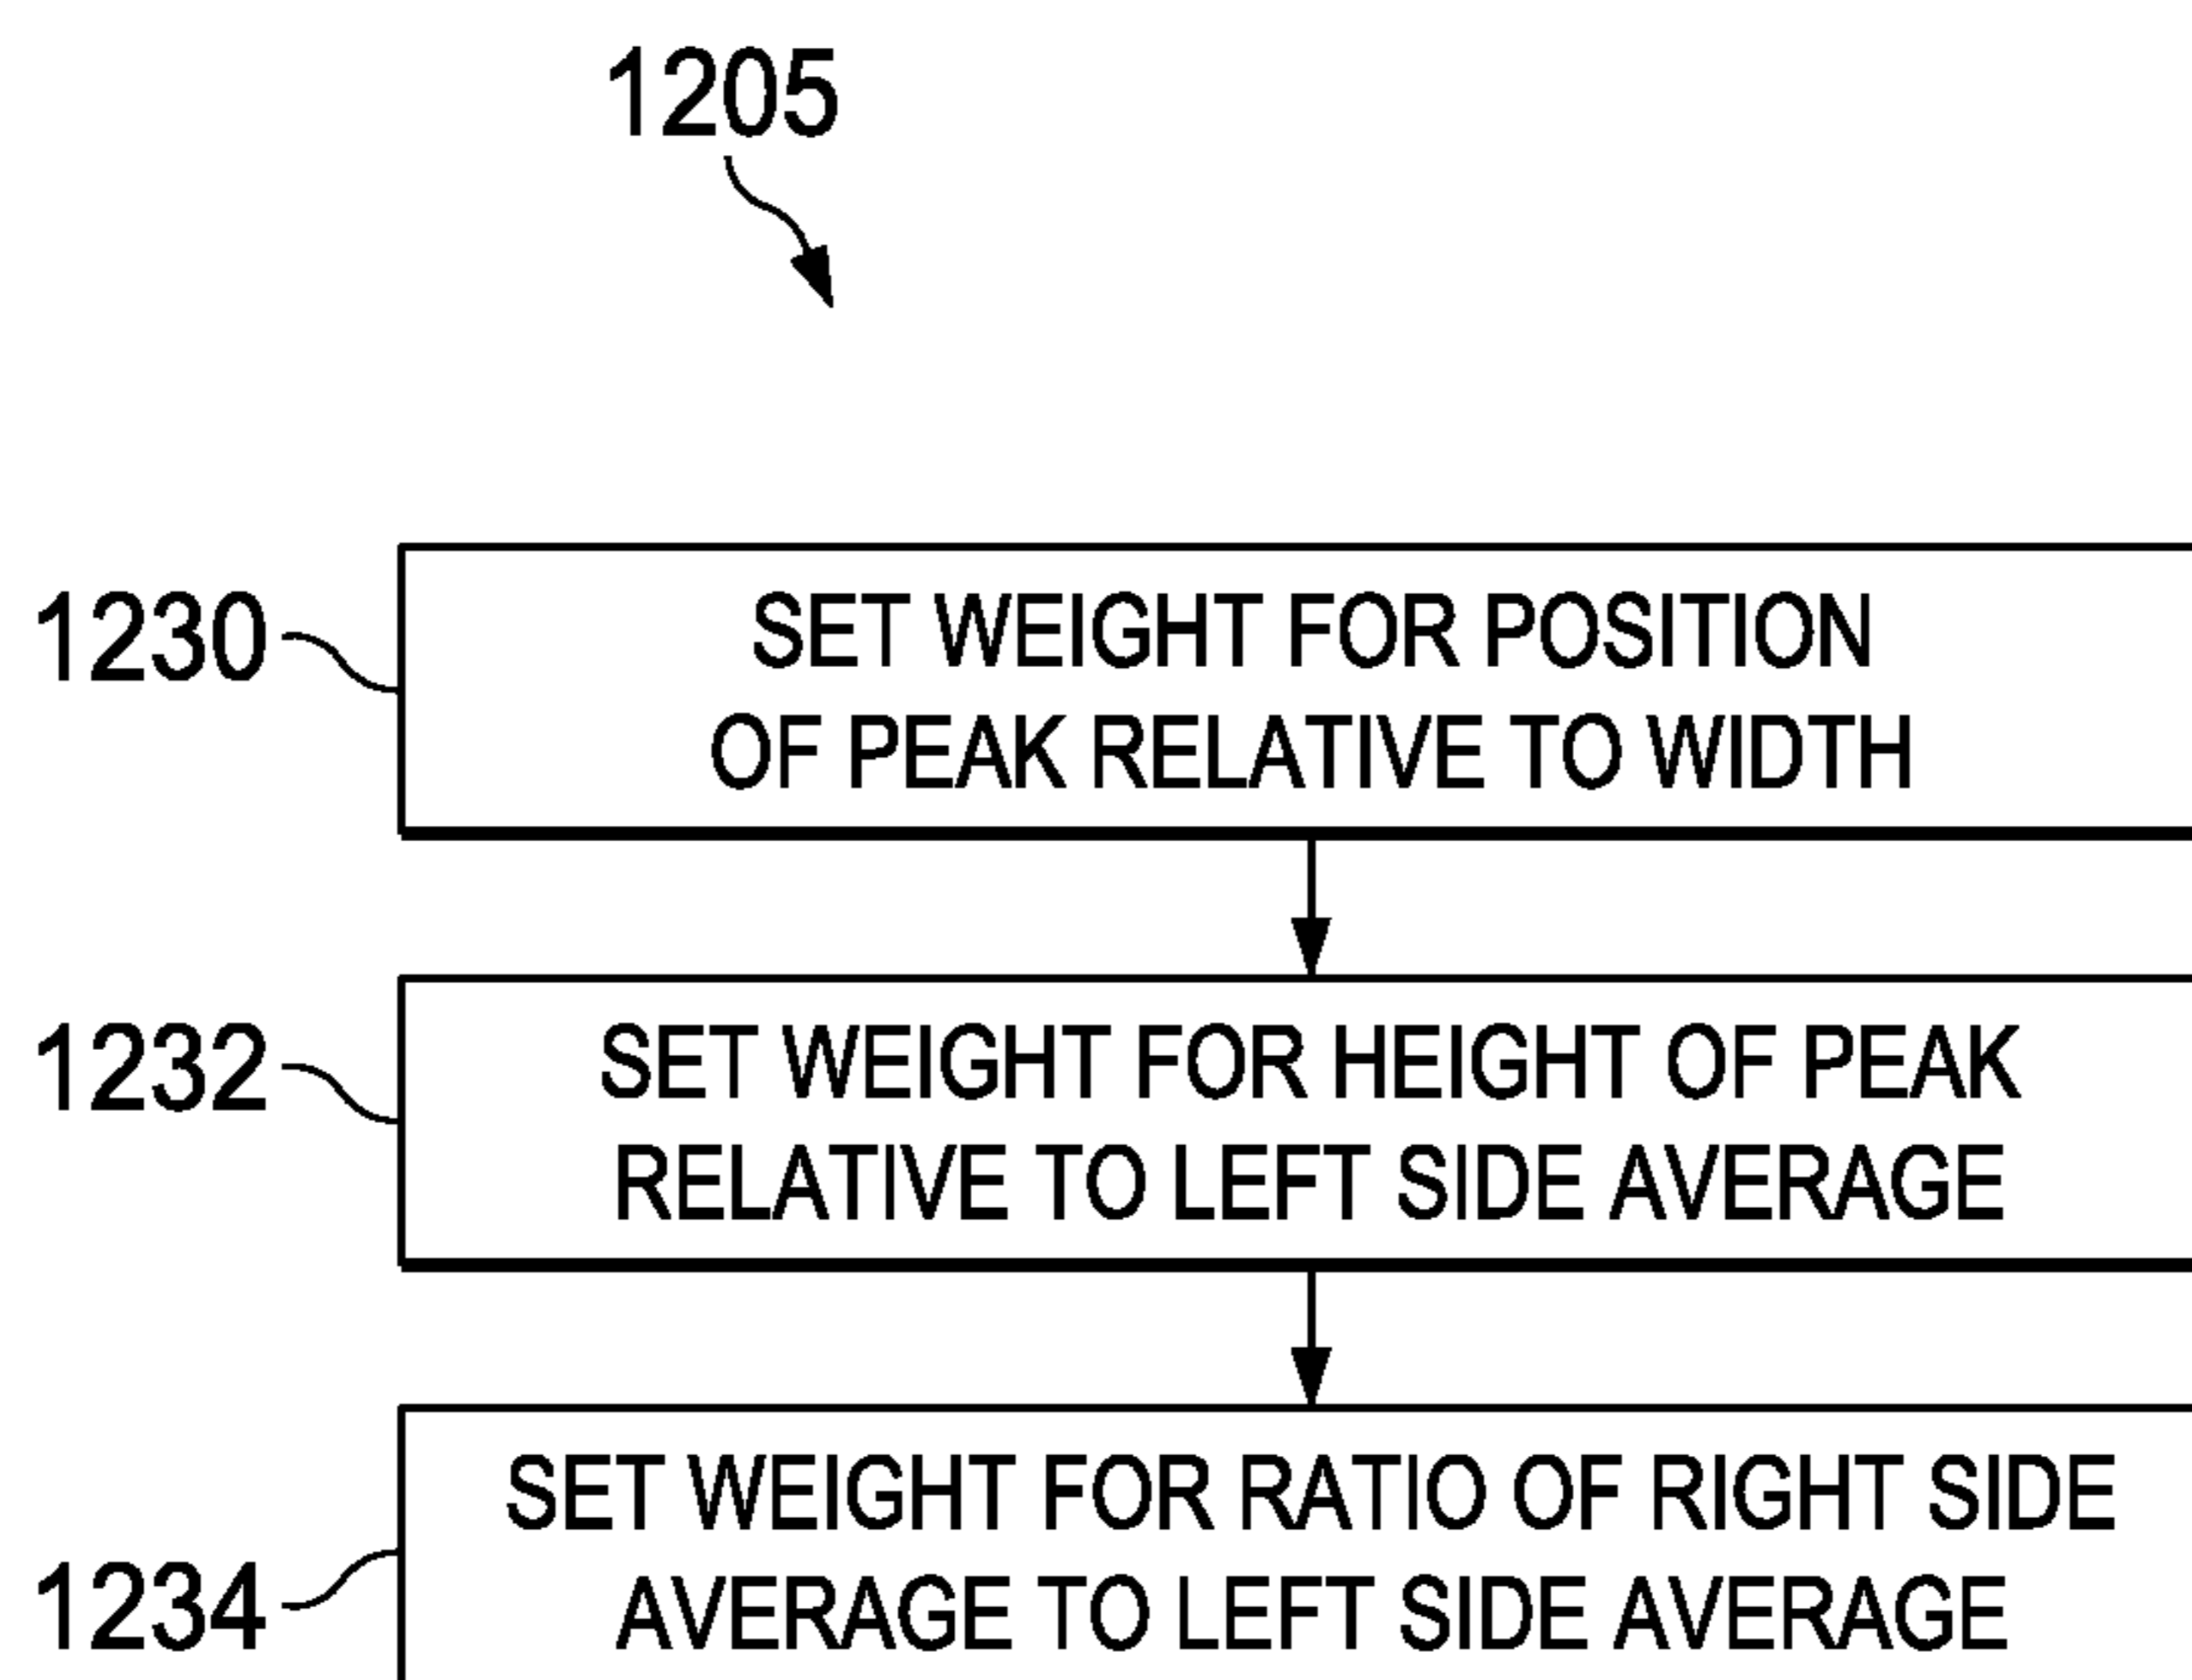 1205
1230
SET WEIGHT FOR POSITION
OF PEAK RELATIVE TO WIDTH
1232
SET WEIGHT FOR HEIGHT OF PEAK
RELATIVE TO LEFT SIDE AVERAGE
1234
SET WEIGHT FOR RATIO OF RIGHT SIDE
AVERAGE TO LEFT SIDE AVERAGE